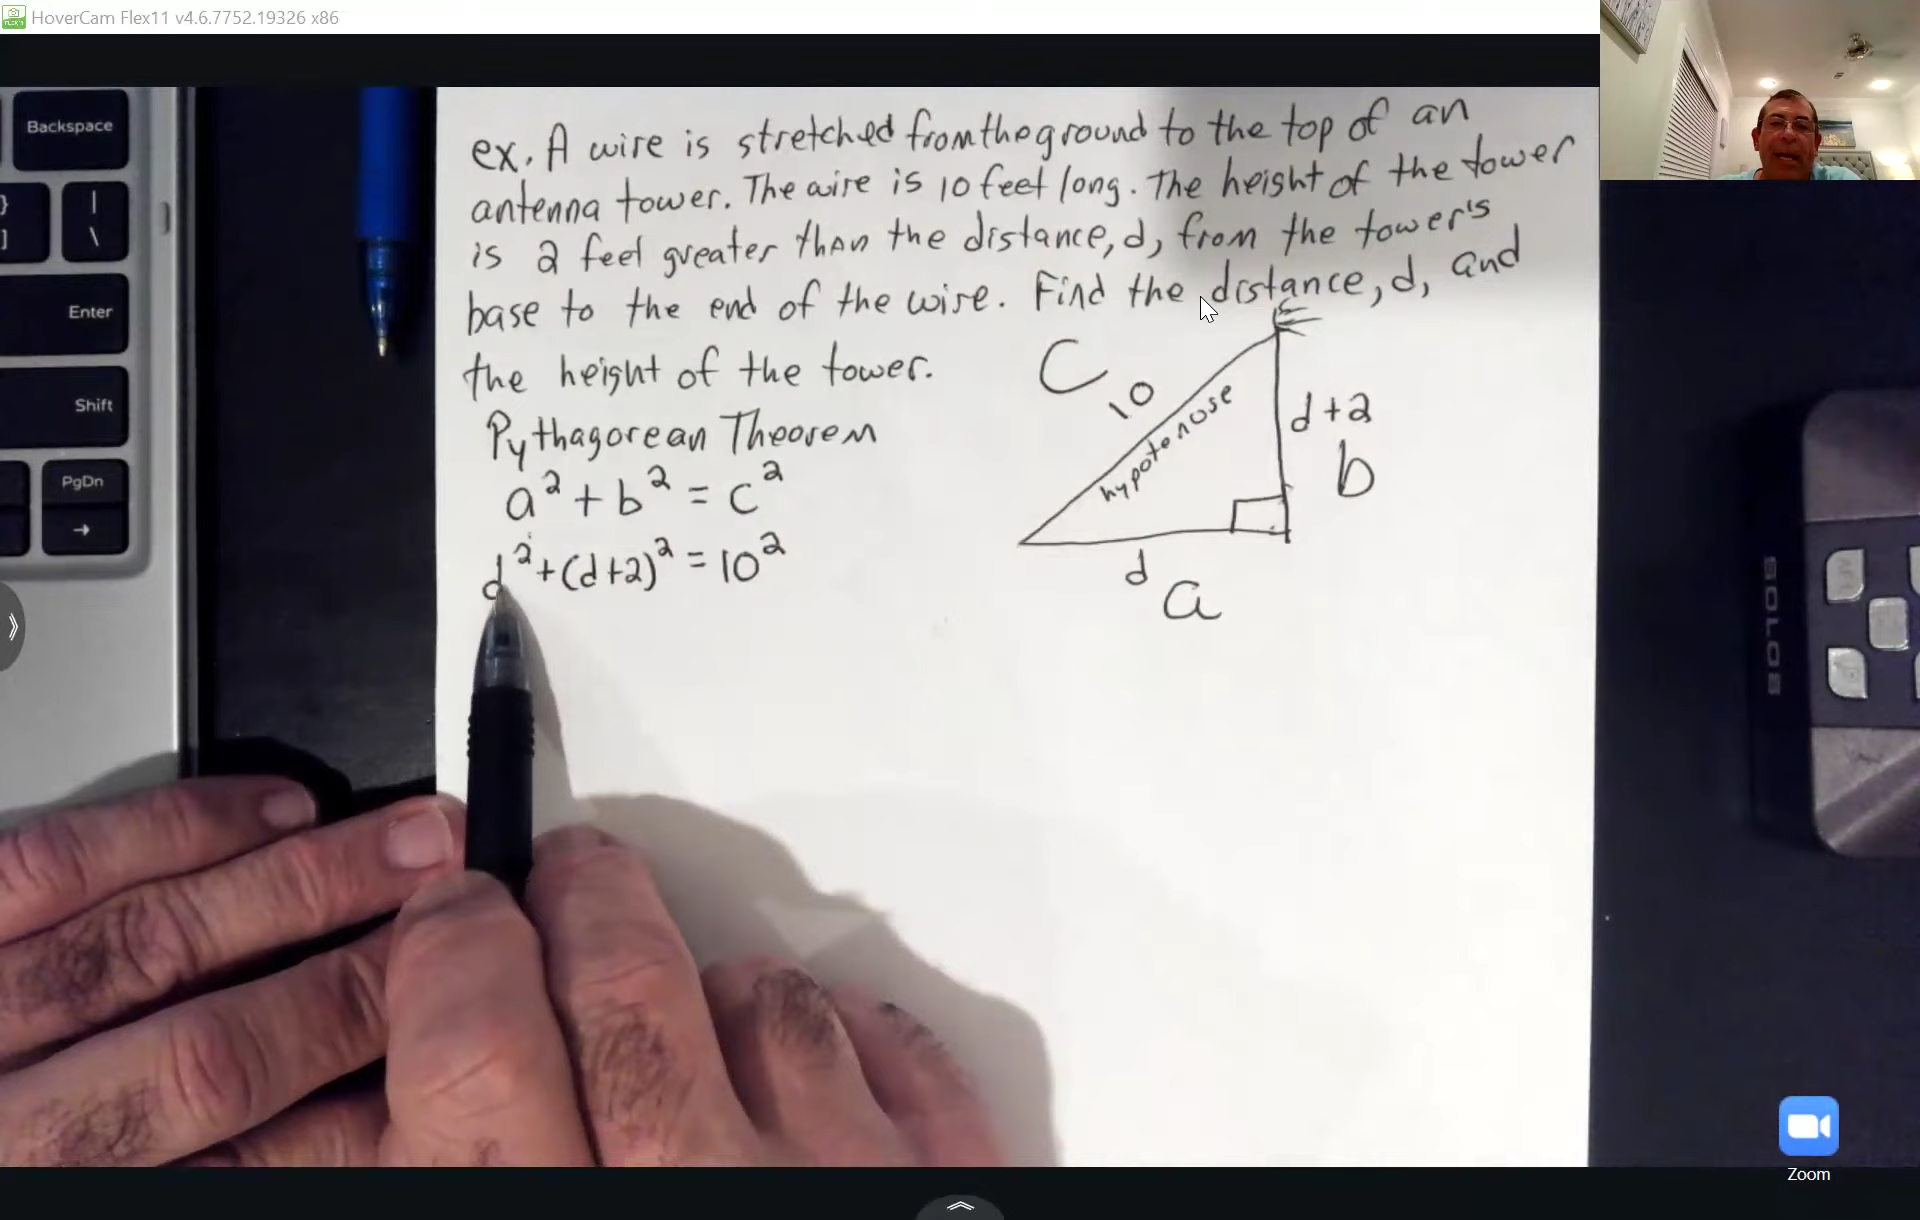 HoverCam Flex11 v4.6.7752.19326 x86
Backspace
}
]
|
\
Enter
Shift
PgDn
→
ex. A wire is stretched from the ground to the top of an
antenna tower. The wire is 10 feet long. The height of the tower
is 2 feel greater than the distance, d, from the tower's
base to the end of the wire. Find the distance, d, and
the height of the tower.
Pythagorean Theorem
a² + b² = c²
d² + (d+2)² = 10²
C
10
hypotenuse
d+2
b
d
a
SOLOS
Zoom